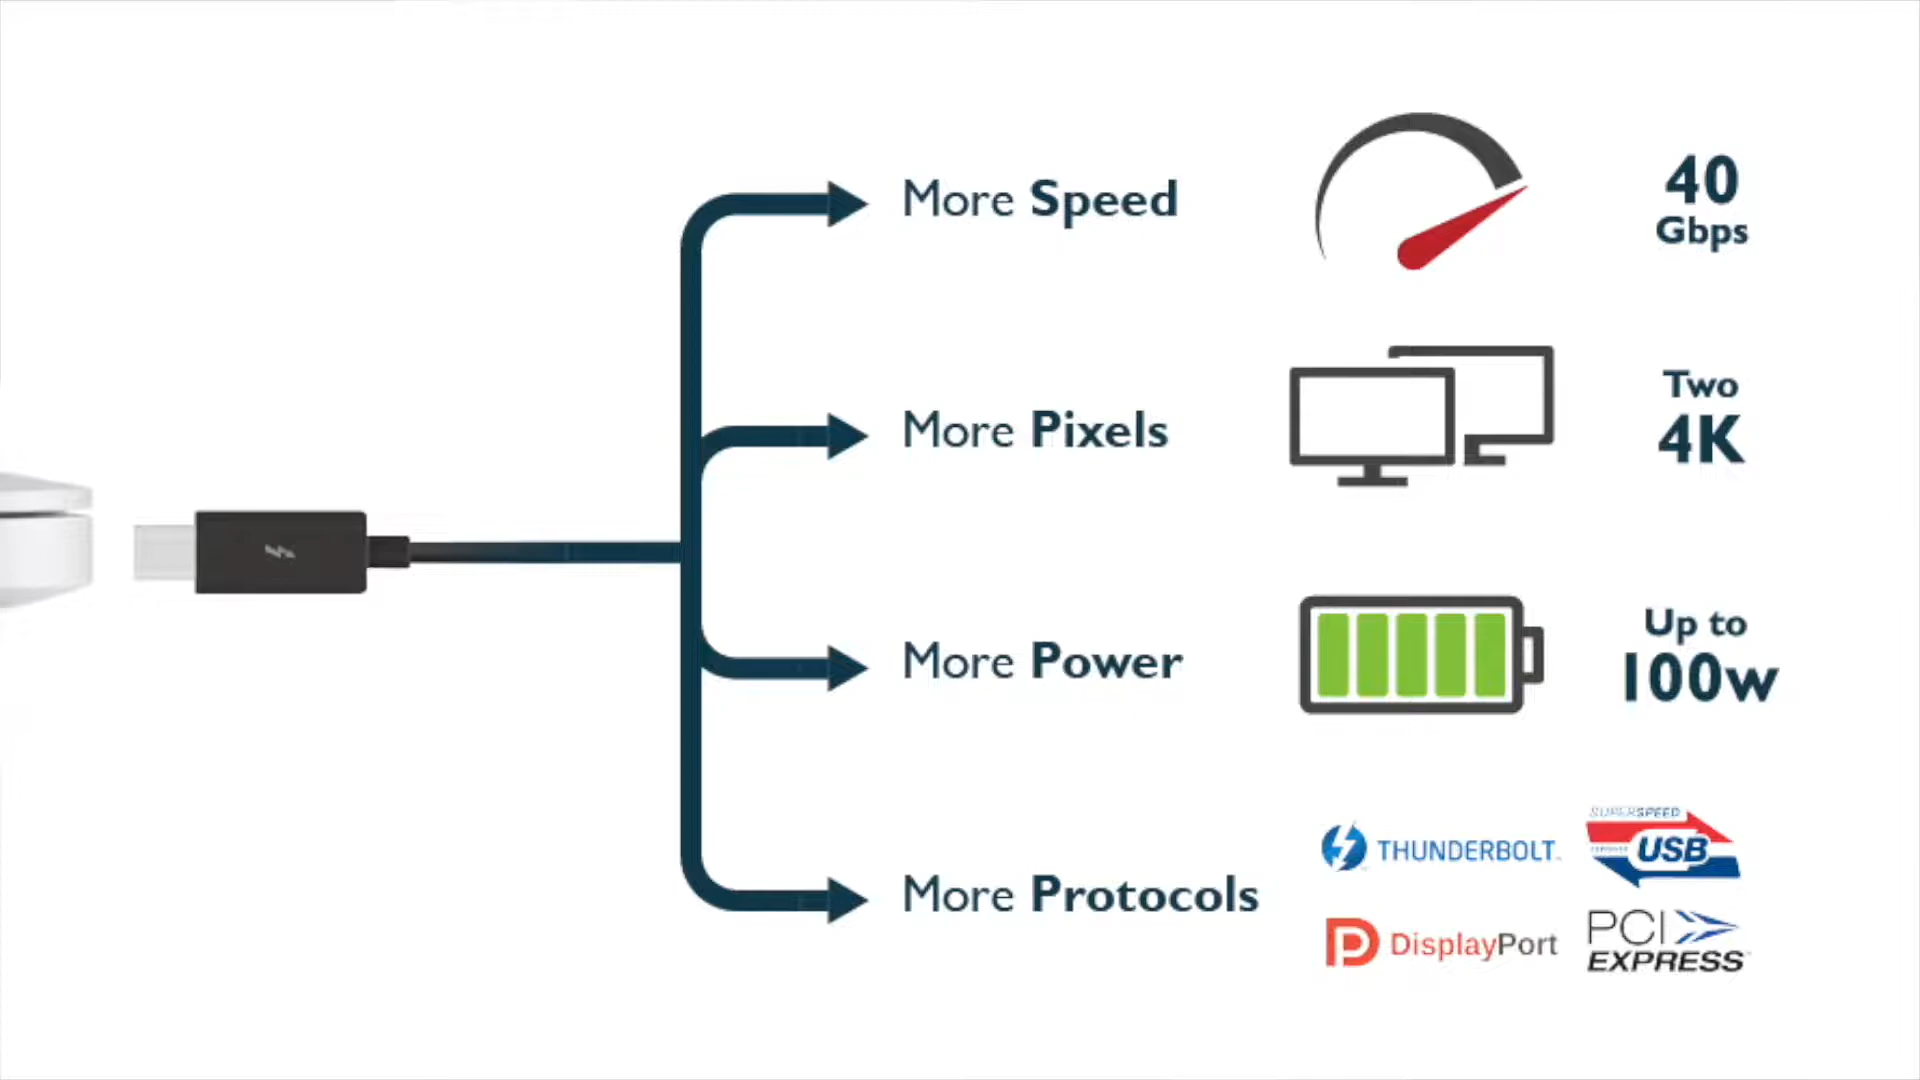 More Speed
40
Gbps
More Pixels
Two
4K
More Power
Up to
100w
More Protocols
THUNDERBOLT™
SUPERSPEED
USB
DisplayPort
PCI
EXPRESS